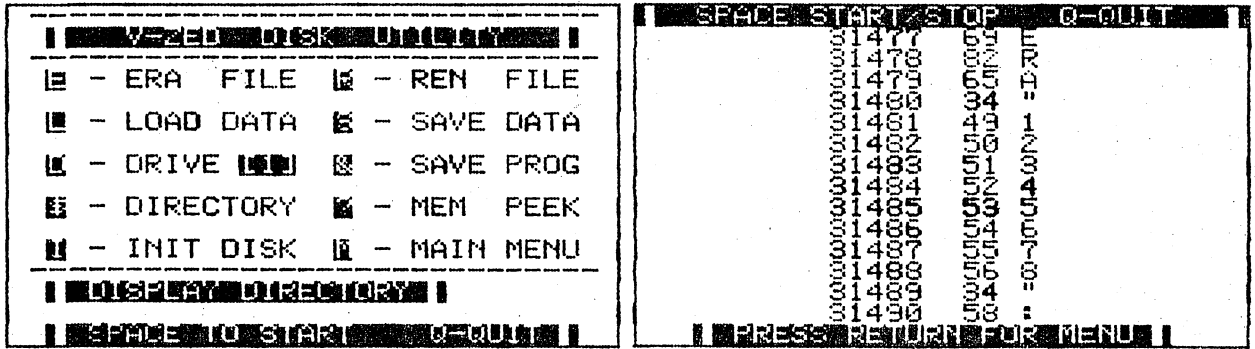 V-ZED DISK UTILITY
- ERA FILE - REN FILE
- LOAD DATA - SAVE DATA
- DRIVE - SAVE PROG
- DIRECTORY - MEM PEEK
- INIT DISK - MAIN MENU
DISPLAY DIRECTORY
SPACE TO START Q-QUIT
SPACE START/STOP Q-QUIT
31477 69 E
31478 82 R
31479 65 A
31480 34 "
31481 49 1
31482 50 2
31483 51 3
31484 52 4
31485 53 5
31486 54 6
31487 55 7
31488 56 8
31489 34 "
31490 58 :
PRESS RETURN FOR MENU